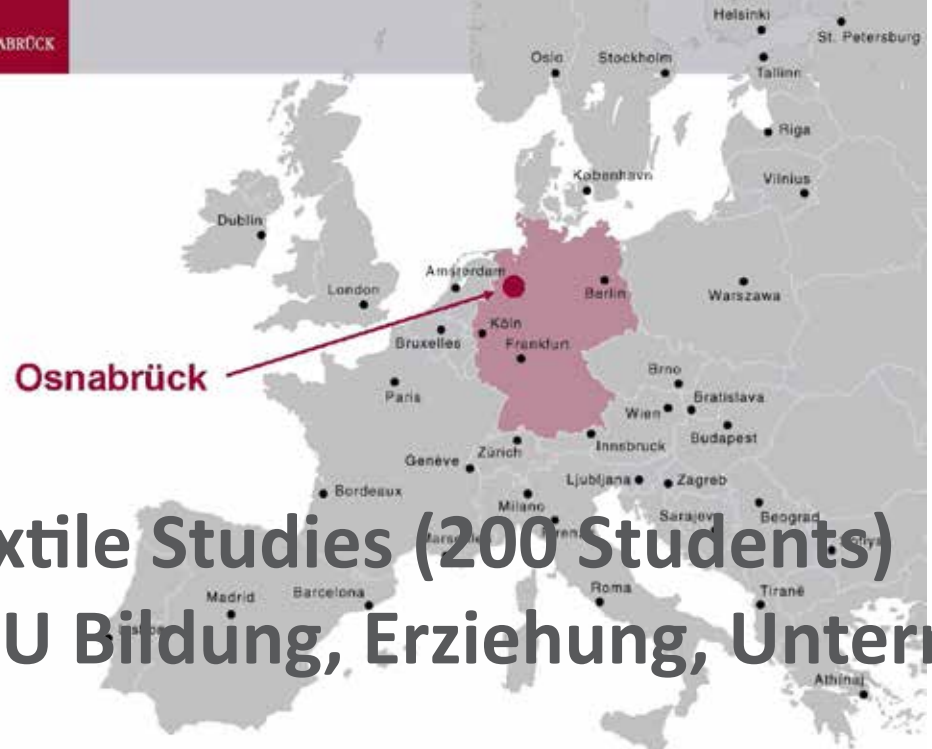 ABRÜCK
Helsinki
St. Petersburg
Oslo
Stockholm
Tallinn
Riga
København
Vilnius
Dublin
Amsterdam
London
Berlin
Warszawa
Köln
Bruxelles
Frankfurt
Osnabrück
Paris
Brno
Wien
Bratislava
Zürich
Innsbruck
Budapest
Genève
Ljubljana
Zagreb
Bordeaux
Milano
Sarajevo
Beograd
xtile Studies (200 Students)
Madrid
Barcelona
Roma
Tiranë
U Bildung, Erziehung, Unterr
Athinai